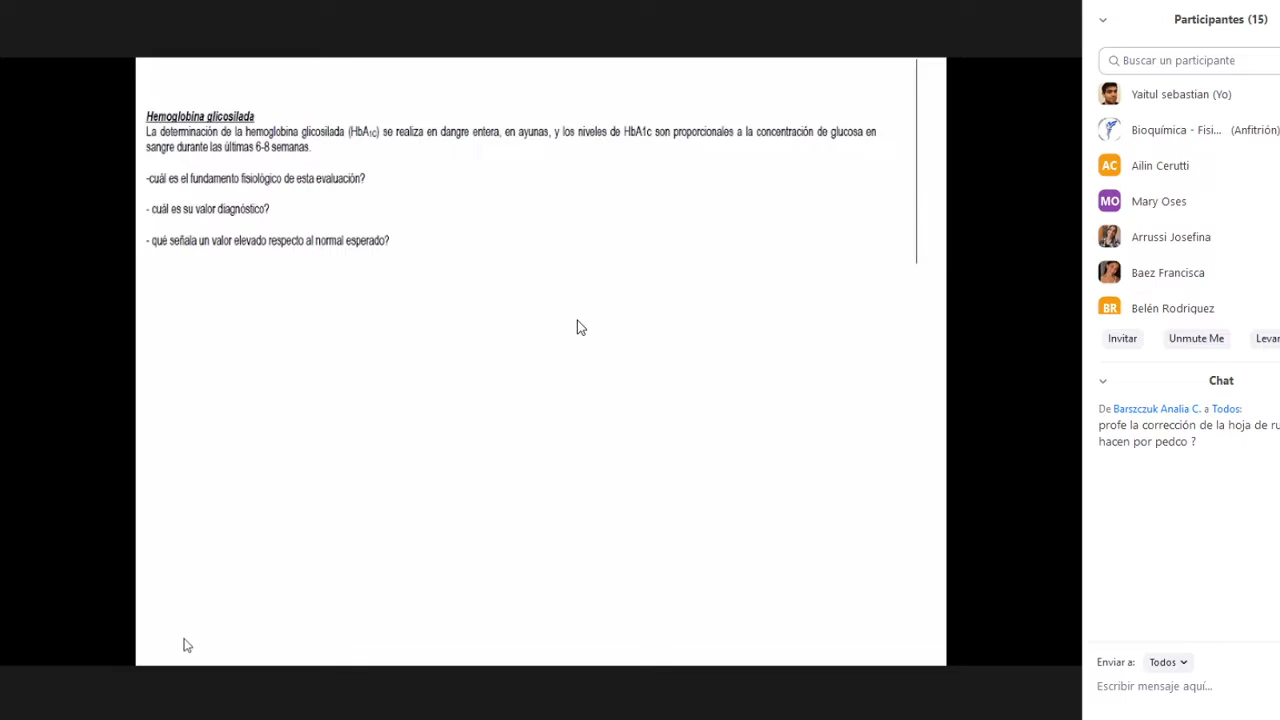 Hemoglobina glicosilada
La determinación de la hemoglobina glicosilada (HbA1c) se realiza en dangre entera, en ayunas, y los niveles de HbA1c son proporcionales a la concentración de glucosa en
sangre durante las últimas 6-8 semanas.
-cuál es el fundamento fisiológico de esta evaluación?
- cuál es su valor diagnóstico?
- qué señala un valor elevado respecto al normal esperado?
Participantes (15)
Buscar un participante
Yaitul sebastian (Yo)
Bioquímica - Fisi... (Anfitrión)
AC Ailin Cerutti
MO Mary Oses
Arrussi Josefina
Baez Francisca
BR Belén Rodriquez
Invitar Unmute Me Levar
Chat
De Barszczuk Analia C. a Todos:
profe la corrección de la hoja de ru
hacen por pedco ?
Enviar a: Todos
Escribir mensaje aquí...